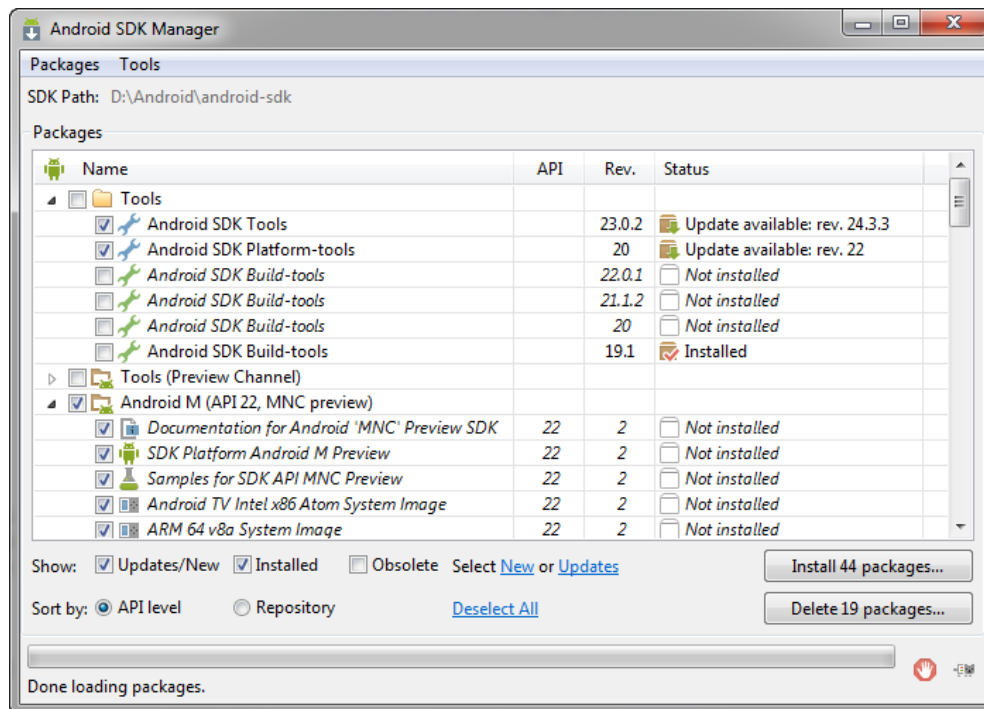 Android SDK Manager
Packages Tools
SDK Path: D:\Android\android-sdk
Packages
Name API Rev. Status
Tools
Android SDK Tools 23.0.2 Update available: rev. 24.3.3
Android SDK Platform-tools 20 Update available: rev. 22
Android SDK Build-tools 22.0.1 Not installed
Android SDK Build-tools 21.1.2 Not installed
Android SDK Build-tools 20 Not installed
Android SDK Build-tools 19.1 Installed
Tools (Preview Channel)
Android M (API 22, MNC preview)
Documentation for Android 'MNC' Preview SDK 22 2 Not installed
SDK Platform Android M Preview 22 2 Not installed
Samples for SDK API MNC Preview 22 2 Not installed
Android TV Intel x86 Atom System Image 22 2 Not installed
ARM 64 v8a System Image 22 2 Not installed
Show: Updates/New Installed Obsolete Select New or Updates Install 44 packages...
Sort by: API level Repository Deselect All Delete 19 packages...
Done loading packages.